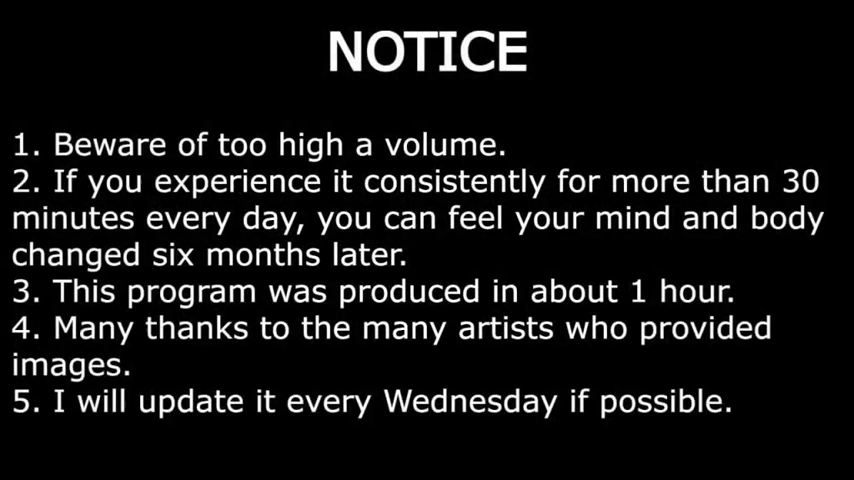 NOTICE
1. Beware of too high a volume.
2. If you experience it consistently for more than 30
minutes every day, you can feel your mind and body
changed six months later.
3. This program was produced in about 1 hour.
4. Many thanks to the many artists who provided
images.
5. I will update it every Wednesday if possible.